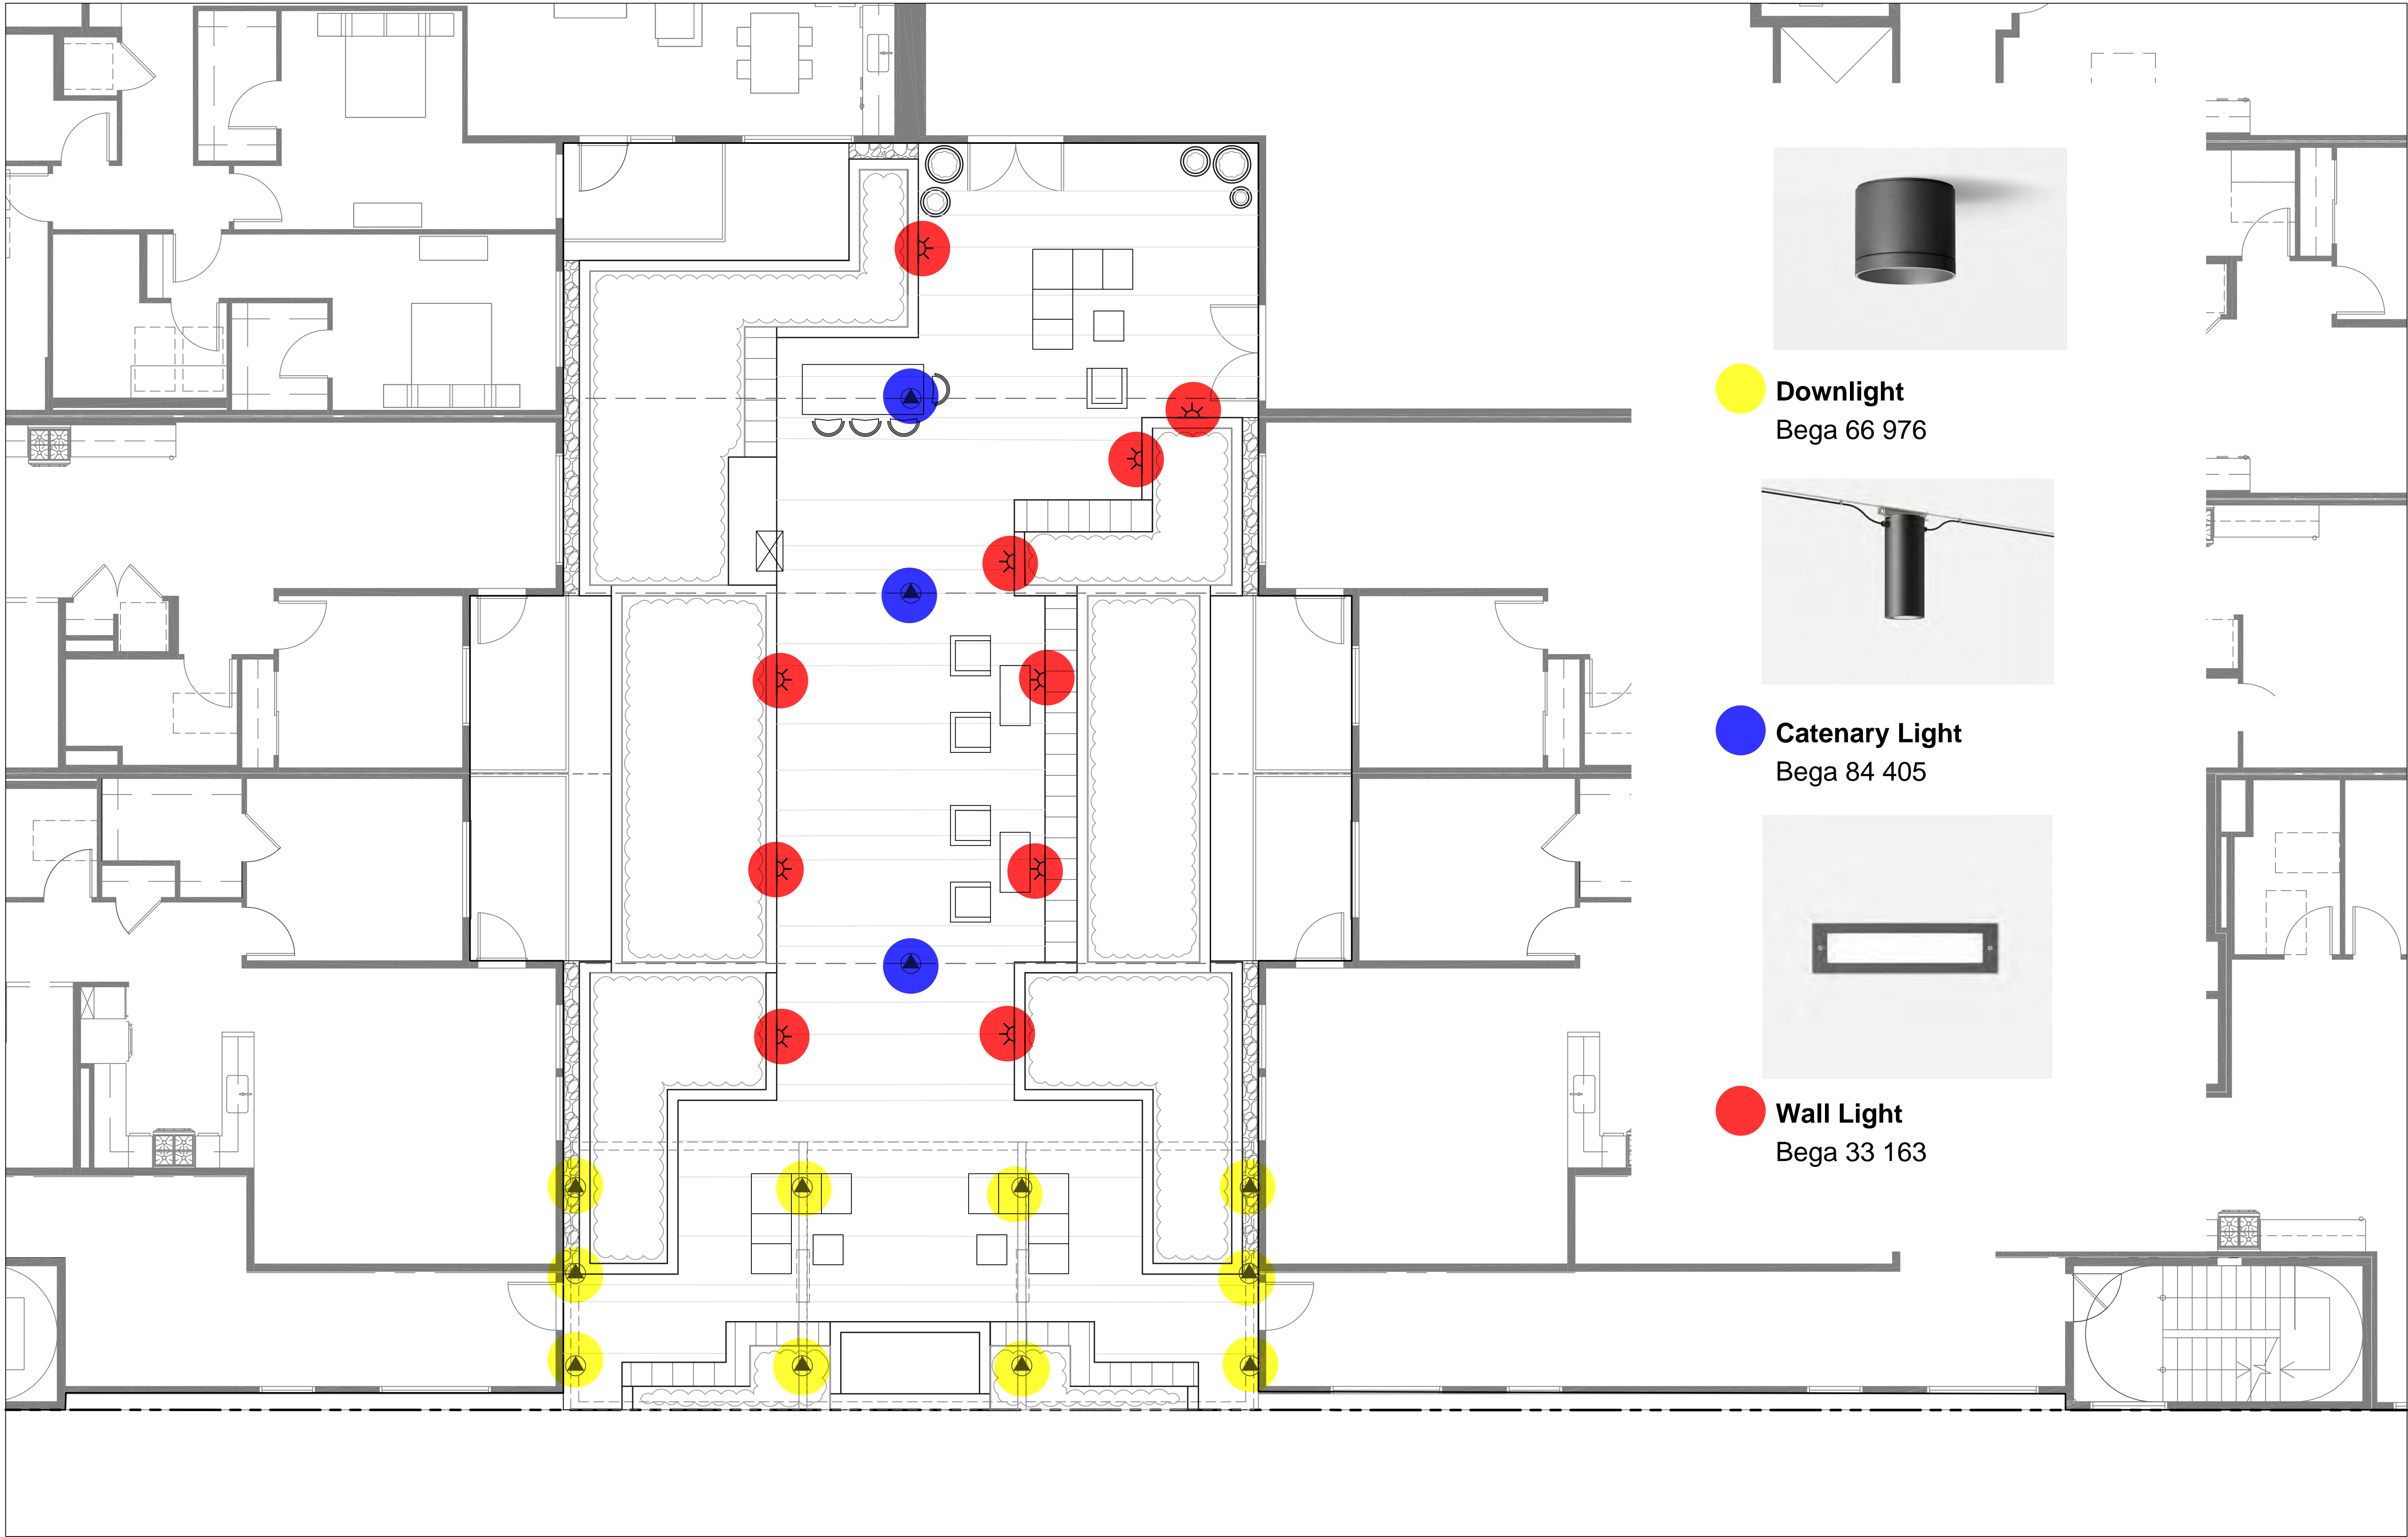 Downlight
Bega 66 976
Catenary Light
Bega 84 405
Wall Light
Bega 33 163